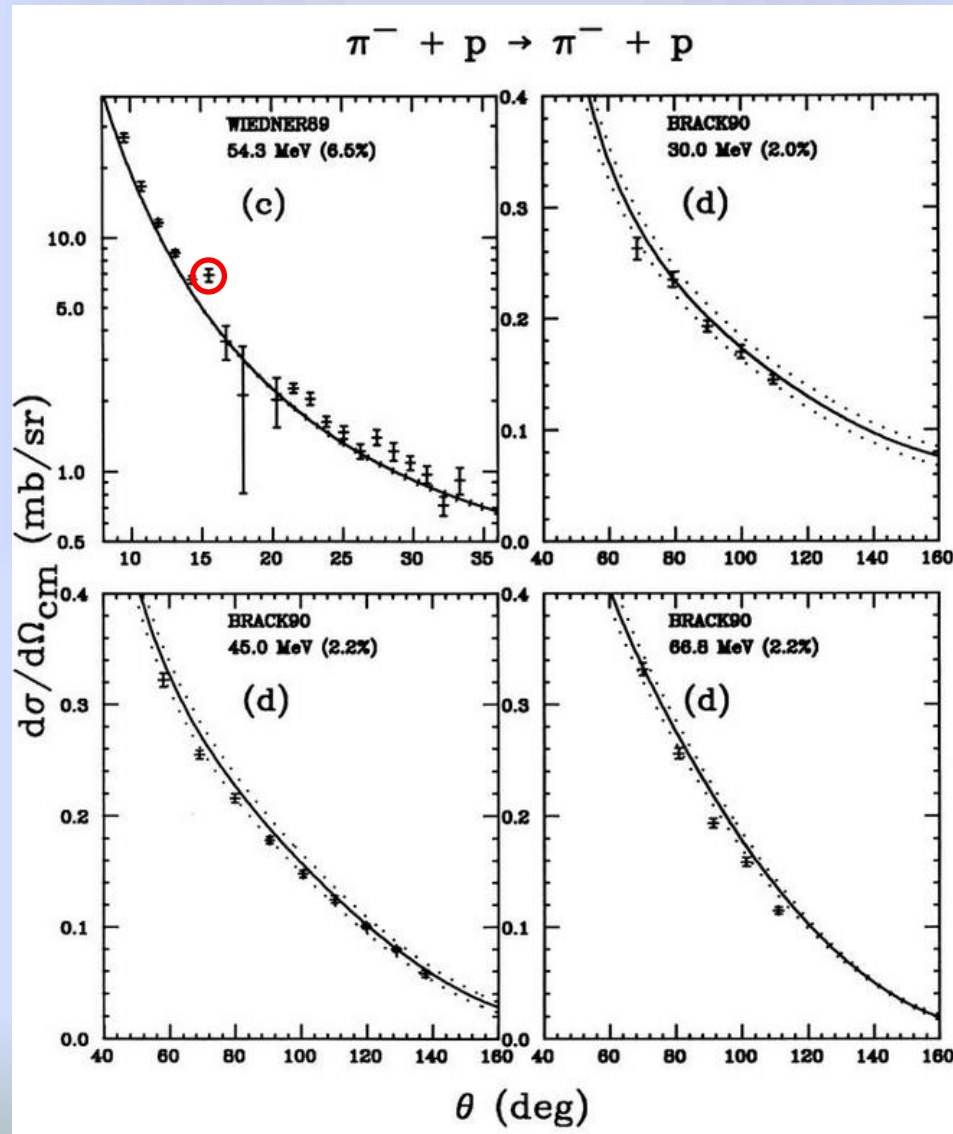 π⁻ + p → π⁻ + p
WIEDNER89
54.3 MeV (6.5%)
(c)
10.0
5.0
1.0
0.5
10 15 20 25 30 35
BRACK90
30.0 MeV (2.0%)
(d)
0.4
0.3
0.2
0.1
0.0
40 60 80 100 120 140 160
dσ/dΩcm (mb/sr)
BRACK90
45.0 MeV (2.2%)
(d)
0.4
0.3
0.2
0.1
0.0
40 60 80 100 120 140 160
BRACK90
66.8 MeV (2.2%)
(d)
0.4
0.3
0.2
0.1
0.0
40 60 80 100 120 140 160
θ (deg)